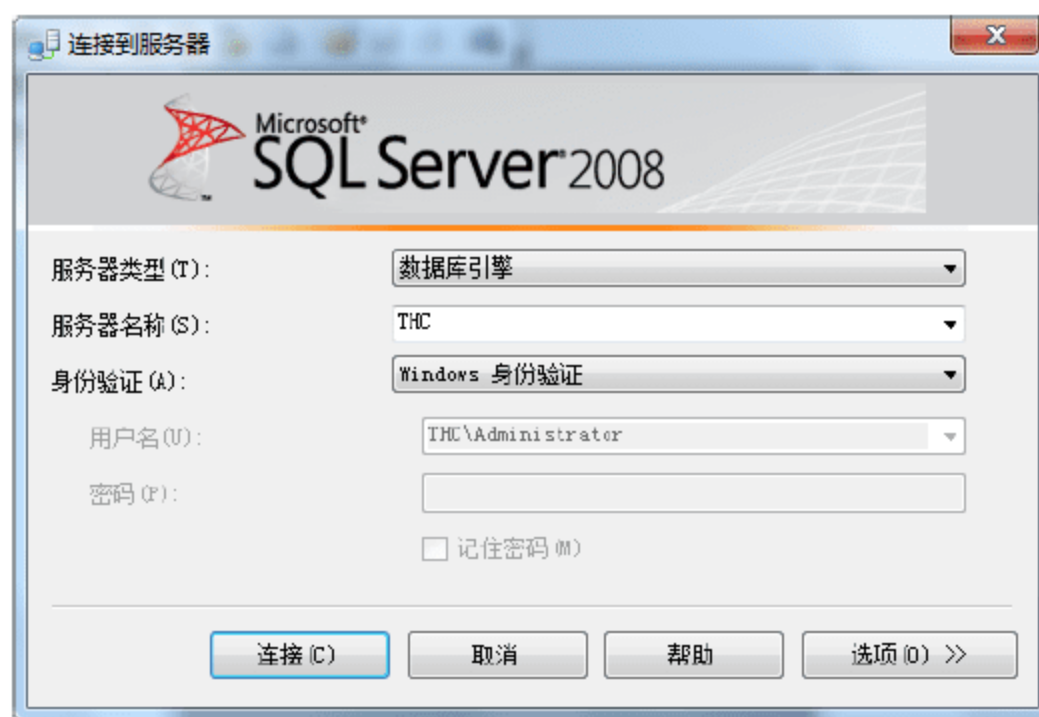 连接到服务器
Microsoft®
SQL Server® 2008
服务器类型(T): 数据库引擎
服务器名称(S): THC
身份验证(A): Windows 身份验证
用户名(U): THC\Administrator
密码(P):
记住密码(M)
连接(C) 取消 帮助 选项(O) >>